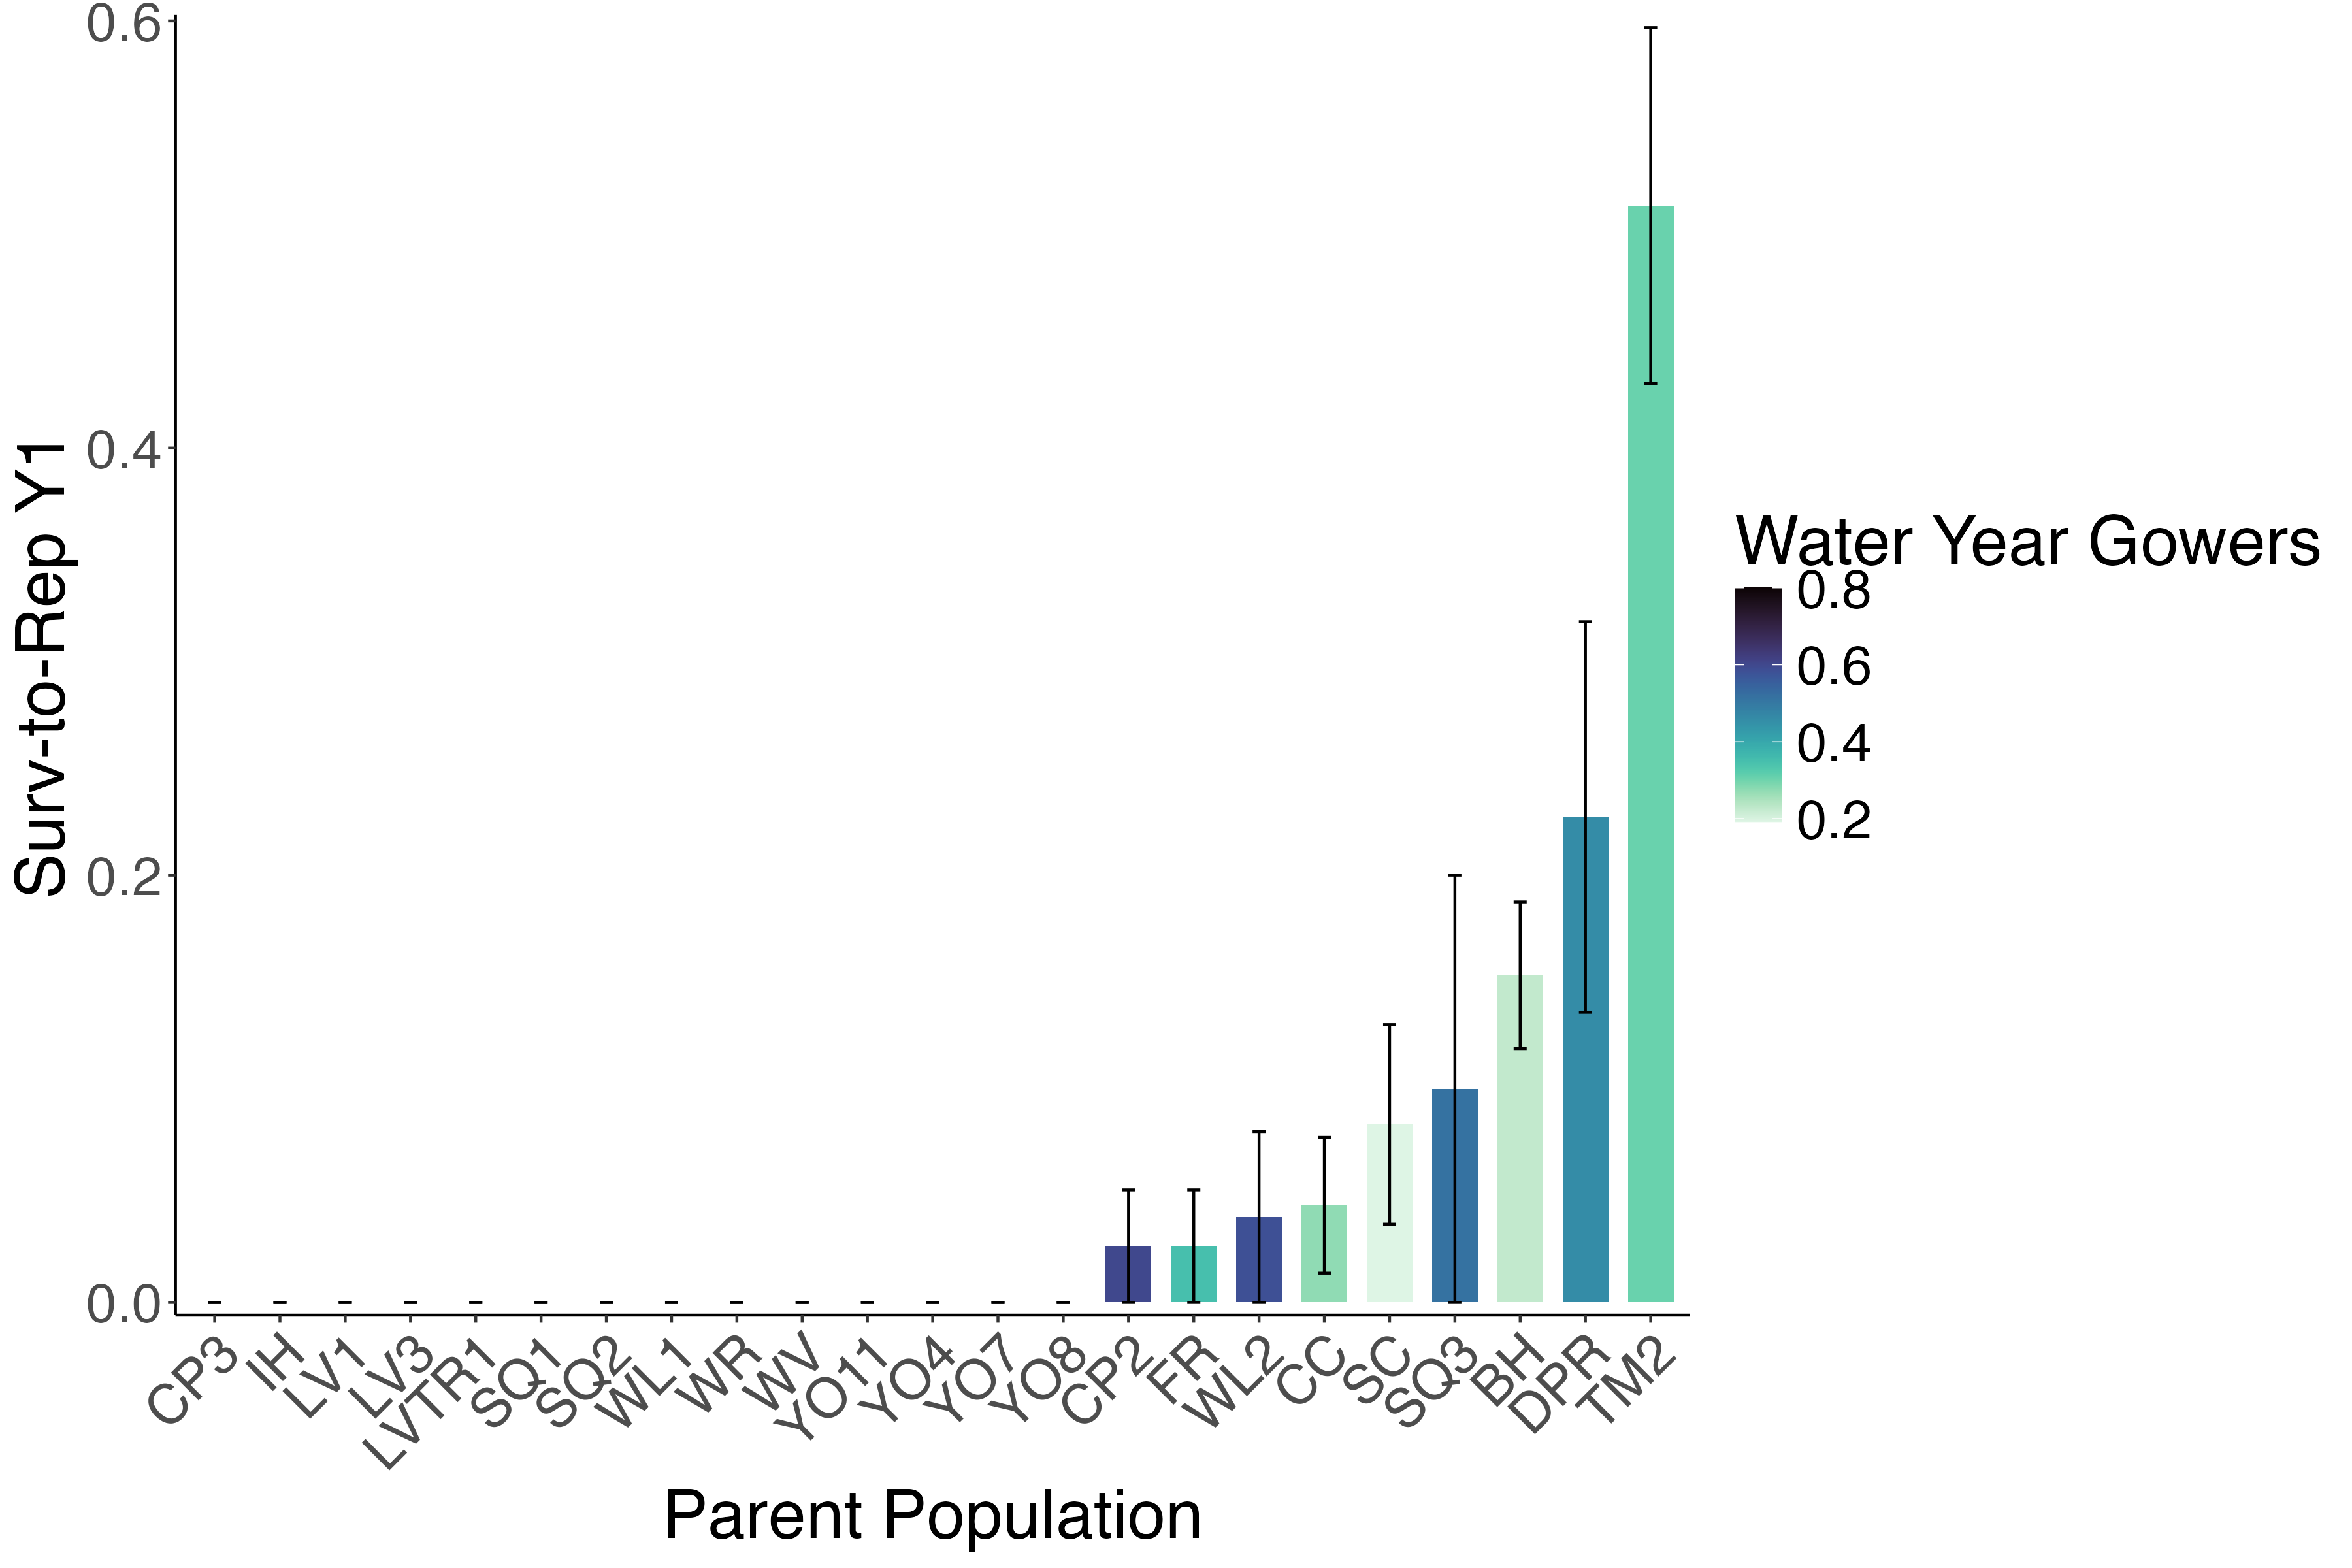 Surv-to-Rep Y1
0.6
0.4
0.2
0.0
CP3
IH
LV1
LV3
LVTR1
SQ1
SQ2
WL1
WR
WV
YO11
YO4
YO7
YO8
CP2
FR
WL2
CC
SC
SQ3
BH
DPR
TM2
Parent Population
Water Year Gowers
0.8
0.6
0.4
0.2